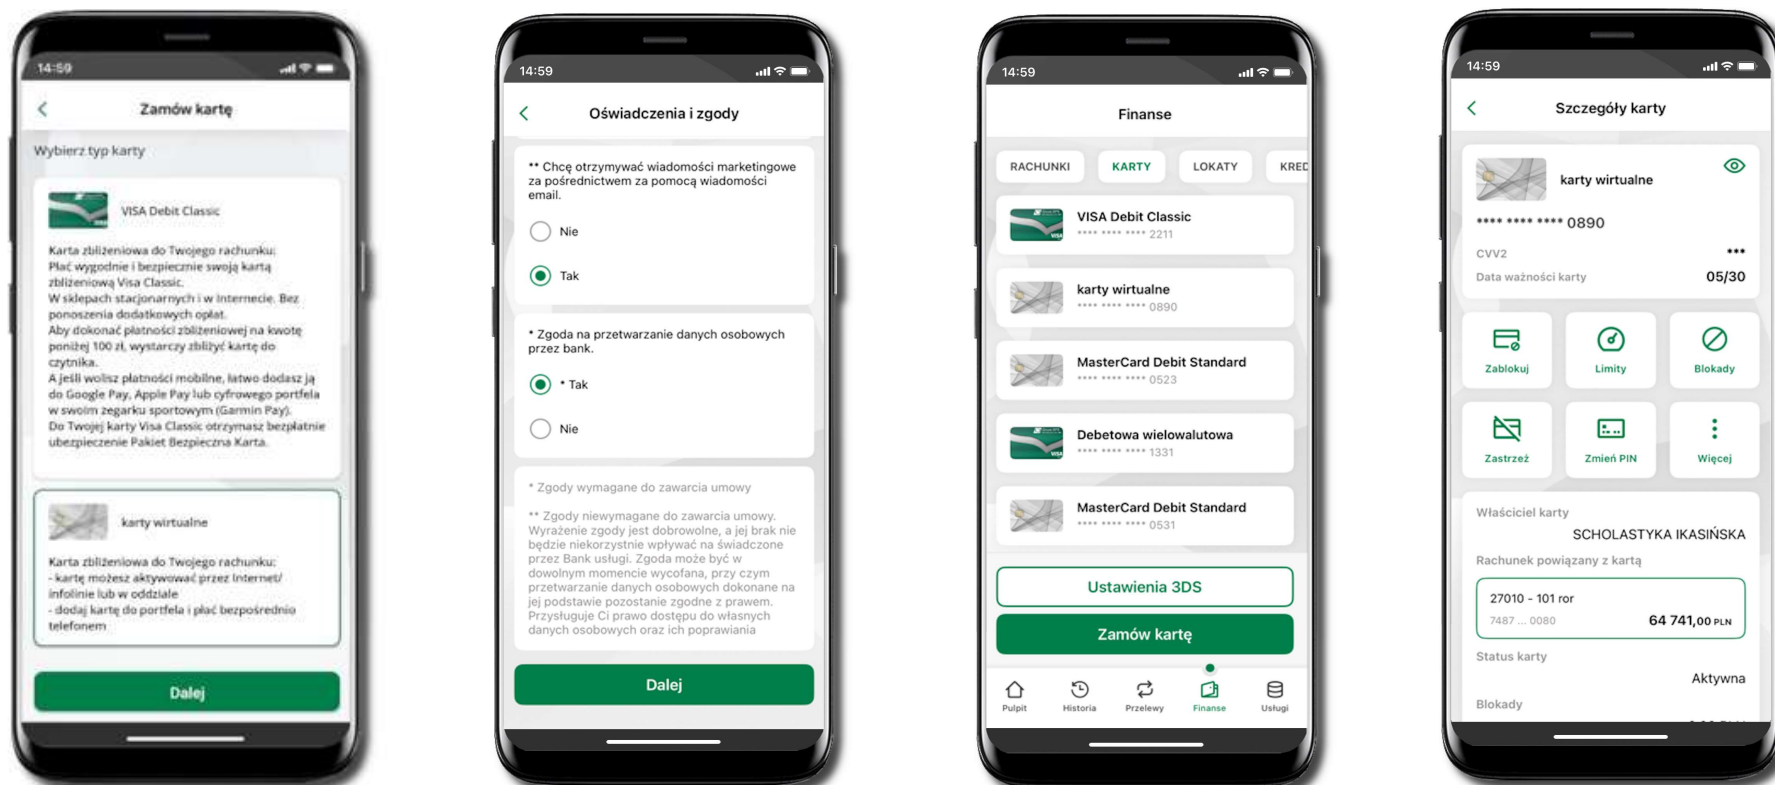 14:59
Zamów kartę
Wybierz typ karty
VISA Debit Classic
Karta zbliżeniowa do Twojego rachunku:
Płać wygodnie i bezpiecznie swoją kartą
zbliżeniową Visa Classic.
W sklepach stacjonarnych i w Internecie. Bez
ponoszenia dodatkowych opłat.
Aby dokonać płatności zbliżeniowej na kwotę
poniżej 100 zł, wystarczy zbliżyć kartę do
czytnika.
A jeśli wolisz płatności mobilne, łatwo dodasz ją
do Google Pay, Apple Pay lub cyfrowego portfela
w swoim zegarku sportowym (Garmin Pay).
Do Twojej karty Visa Classic otrzymasz bezpłatnie
ubezpieczenie Pakiet Bezpieczna Karta.
karty wirtualne
Karta zbliżeniowa do Twojego rachunku:
- kartę możesz aktywować przez Internet/
infolinie lub w oddziale
- dodaj kartę do portfela i płać bezpośrednio
telefonem
Dalej
14:59
Oświadczenia i zgody
** Chcę otrzymywać wiadomości marketingowe
za pośrednictwem za pomocą wiadomości
email.
Nie
Tak
* Zgoda na przetwarzanie danych osobowych
przez bank.
* Tak
Nie
* Zgody wymagane do zawarcia umowy
** Zgody niewymagane do zawarcia umowy.
Wyrażenie zgody jest dobrowolne, a jej brak nie
będzie niekorzystnie wpływać na świadczone
przez Bank usługi. Zgoda może być w
dowolnym momencie wycofana, przy czym
przetwarzanie danych osobowych dokonane na
jej podstawie pozostanie zgodne z prawem.
Przysługuje Ci prawo dostępu do własnych
danych osobowych oraz ich poprawiania
Dalej
14:59
Finanse
RACHUNKI KARTY LOKATY KRED
VISA Debit Classic
**** **** **** 2211
karty wirtualne
**** **** **** 0890
MasterCard Debit Standard
**** **** **** 0523
Debetowa wielowalutowa
**** **** **** 1331
MasterCard Debit Standard
**** **** **** 0531
Ustawienia 3DS
Zamów kartę
Pulpit Historia Przelewy Finanse Usługi
14:59
Szczegóły karty
karty wirtualne
**** **** **** 0890
CVV2 ***
Data ważności karty 05/30
Zablokuj Limity Blokady
Zastrzeż Zmień PIN Więcej
Właściciel karty
SCHOLASTYKA IKASIŃSKA
Rachunek powiązany z kartą
27010 - 101 ror
7487 ... 0080 64 741,00 PLN
Status karty
Aktywna
Blokady